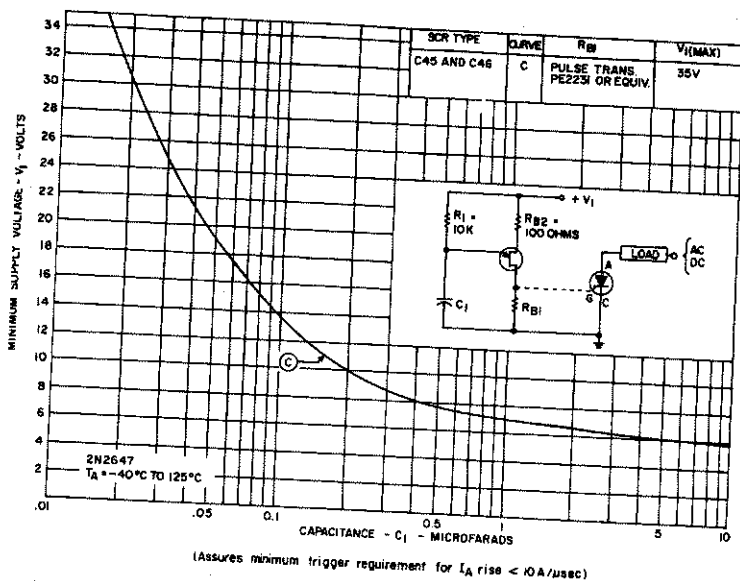 SCR TYPE CURVE RB1 V1(MAX)
C45 AND C46 C PULSE TRANS. 35V
PE2231 OR EQUIV.
34
32
30
28
26
24
22
20
18
16
14
12
10
8
6
4
2
MINIMUM SUPPLY VOLTAGE - V1 - VOLTS
+ V1
R1 =
10K
RB2 =
100 OHMS
LOAD
AC
DC
A
G
C
C1
RB1
C
2N2647
TA = -40°C TO 125°C
.01 .05 0.1 0.5 1 5 10
CAPACITANCE - C1 - MICROFARADS
(Assures minimum trigger requirement for IA rise < 10 A/μsec)